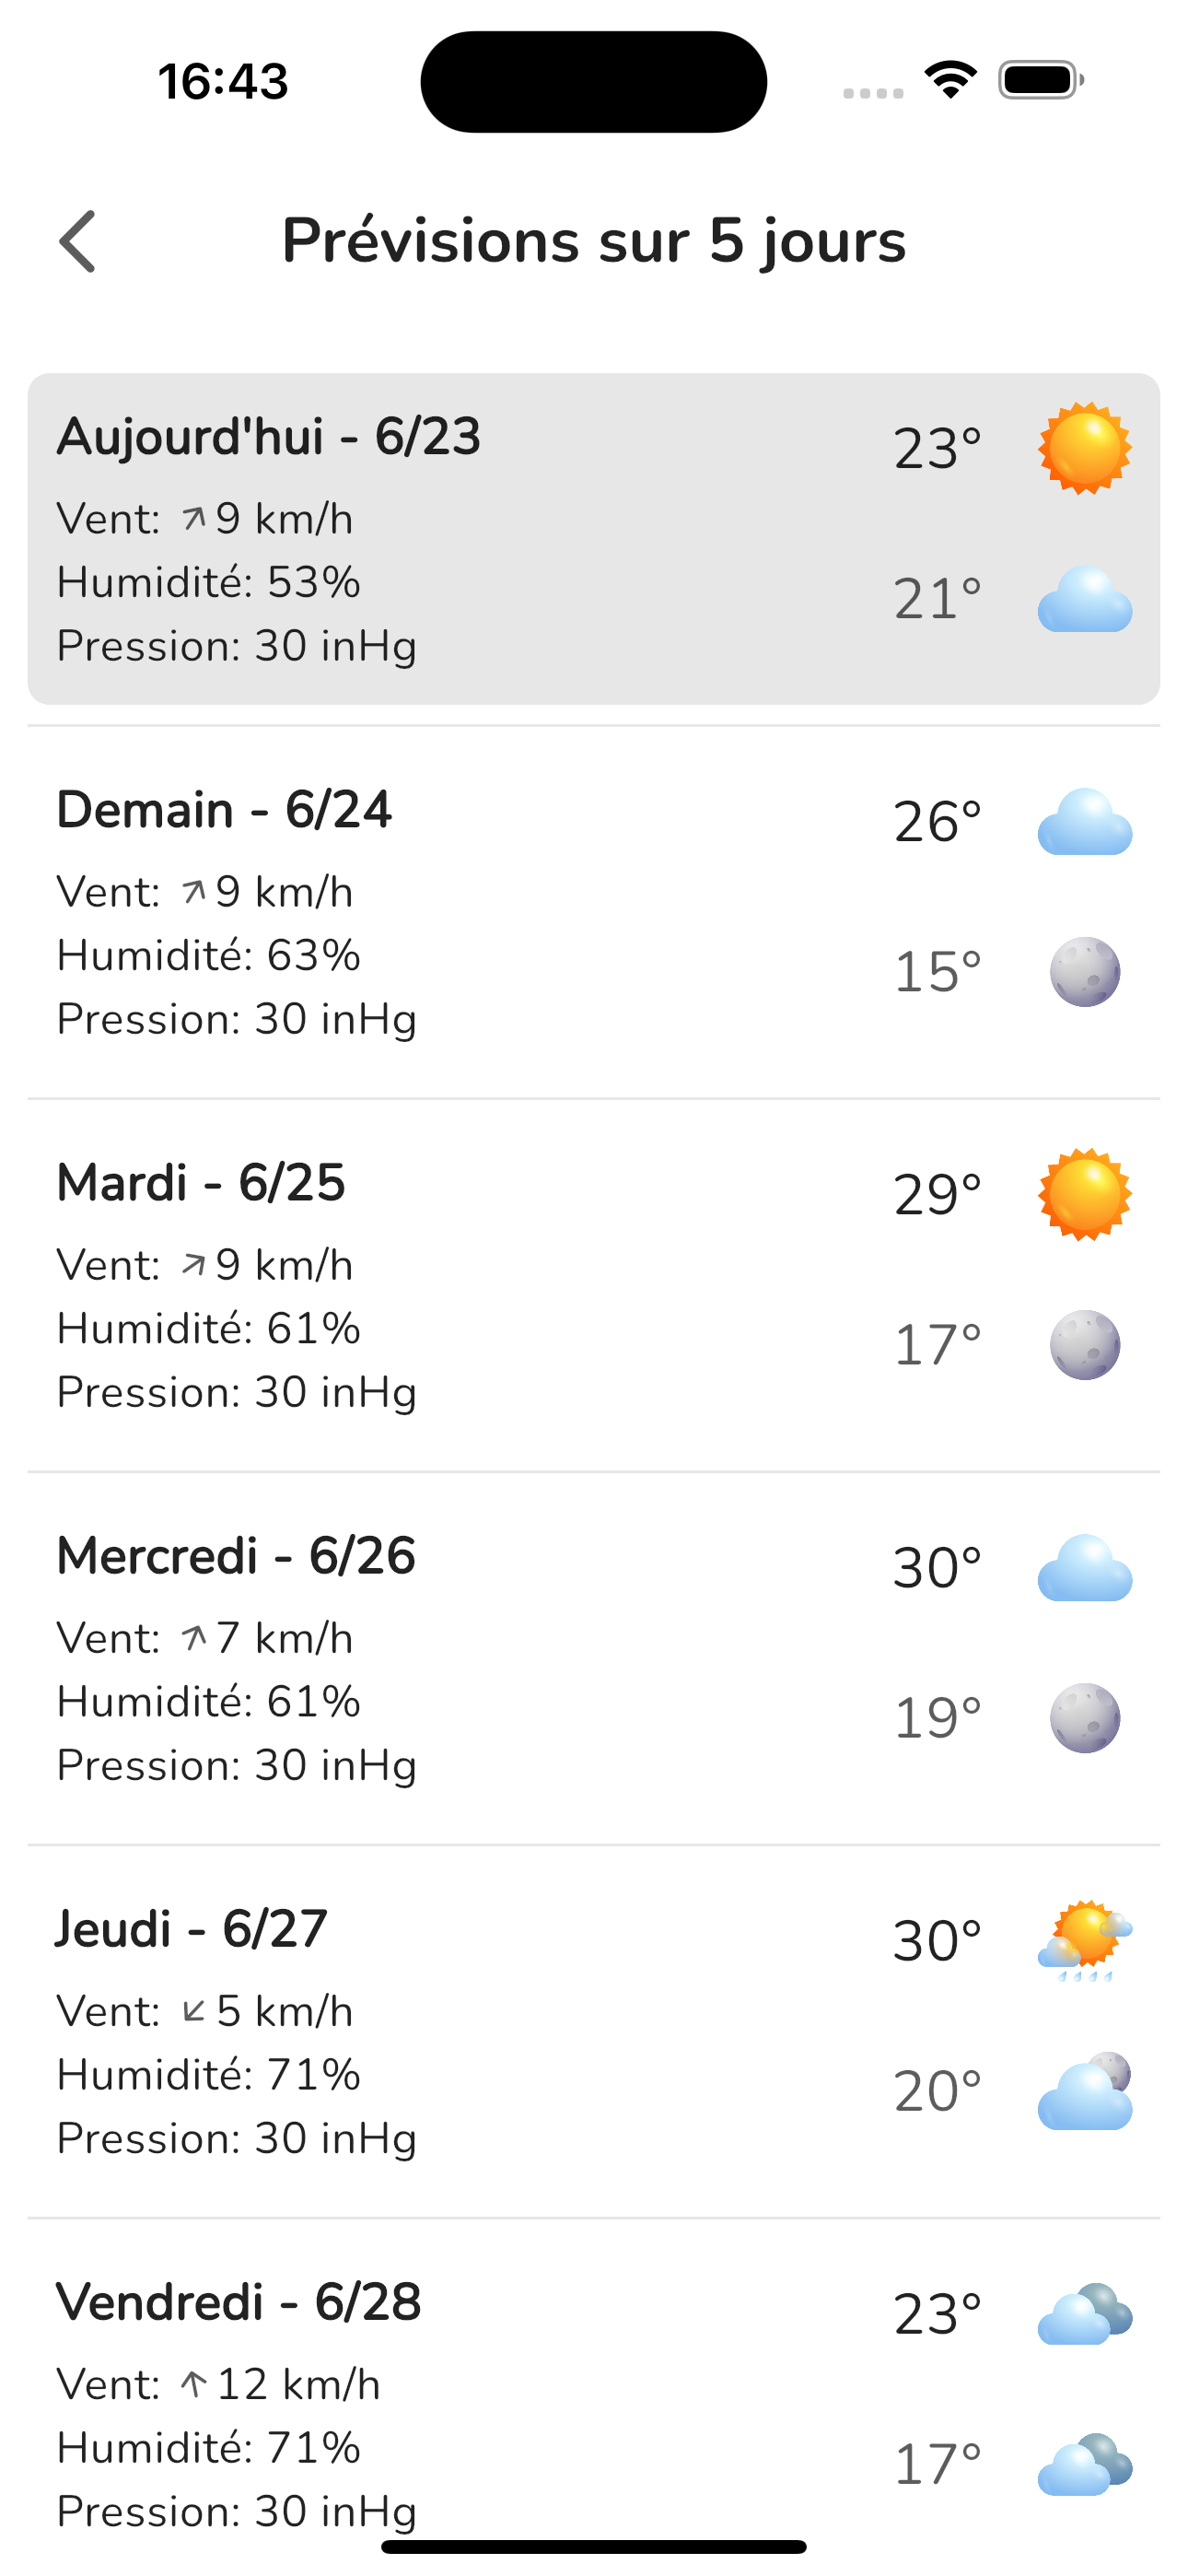 16:43
Prévisions sur 5 jours
Aujourd'hui - 6/23
23°
Vent: 9 km/h
Humidité: 53%
21°
Pression: 30 inHg
Demain - 6/24
26°
Vent: 9 km/h
Humidité: 63%
15°
Pression: 30 inHg
Mardi - 6/25
29°
Vent: 9 km/h
Humidité: 61%
17°
Pression: 30 inHg
Mercredi - 6/26
30°
Vent: 7 km/h
Humidité: 61%
19°
Pression: 30 inHg
Jeudi - 6/27
30°
Vent: 5 km/h
Humidité: 71%
20°
Pression: 30 inHg
Vendredi - 6/28
23°
Vent: 12 km/h
Humidité: 71%
17°
Pression: 30 inHg